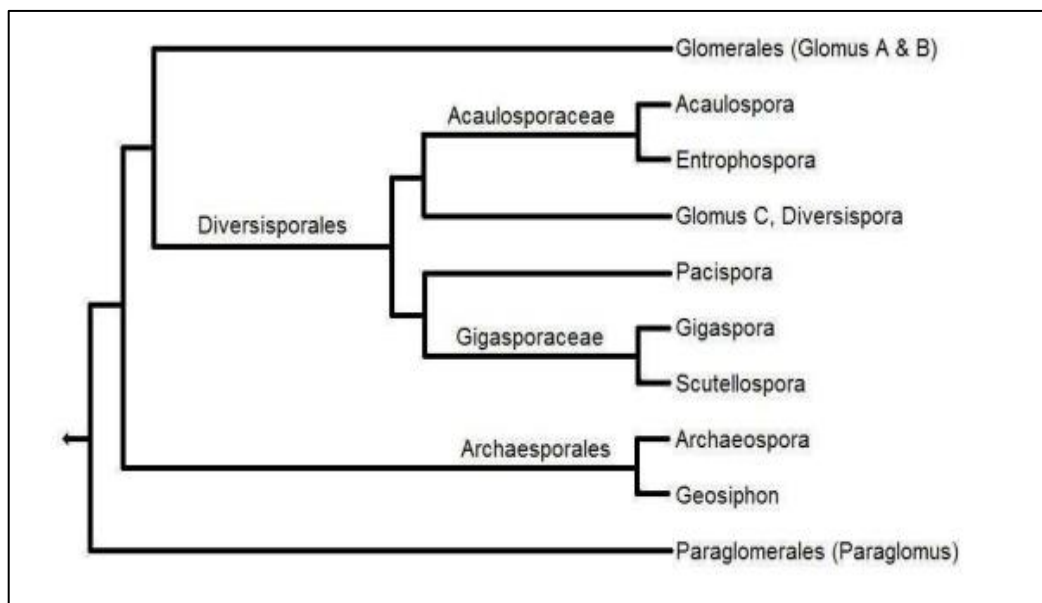 Glomerales (Glomus A & B)
Acaulosporaceae
Acaulospora
Entrophospora
Diversisporales
Glomus C, Diversispora
Pacispora
Gigasporaceae
Gigaspora
Scutellospora
Archaesporales
Archaeospora
Geosiphon
Paraglomerales (Paraglomus)